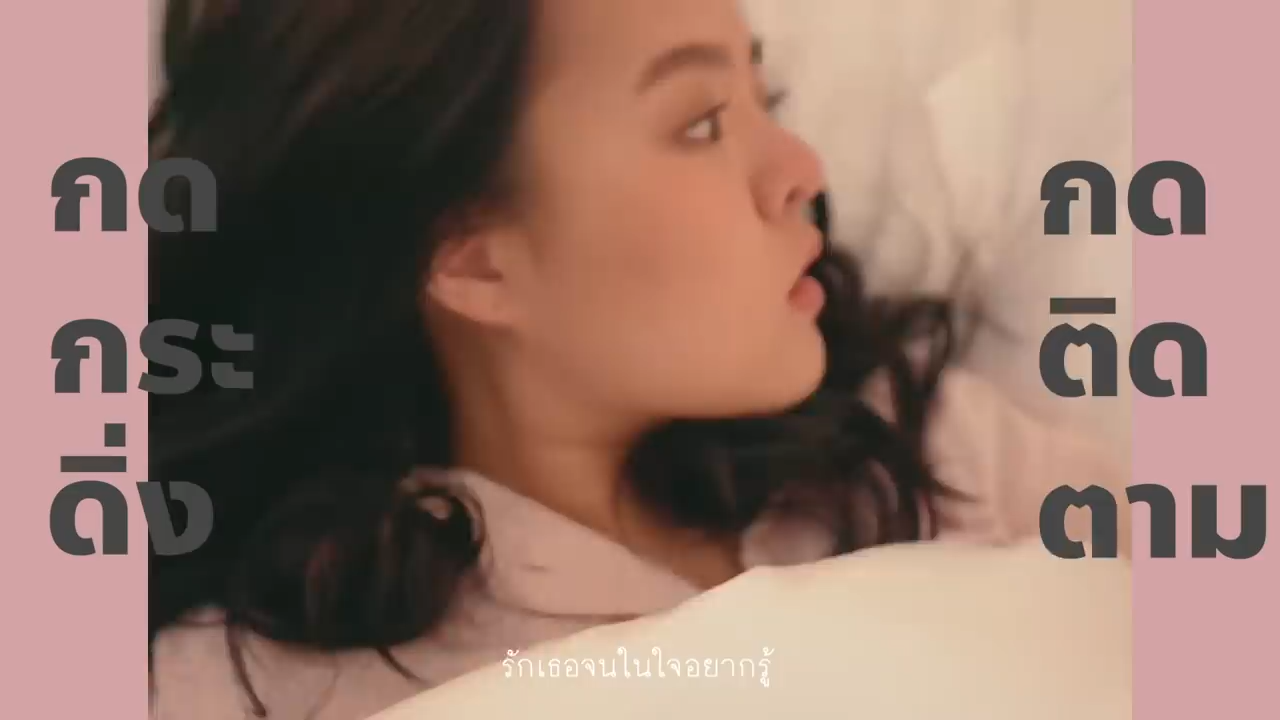 กด
กระ
ดิ่ง
กด
ติด
ตาม
รักเธอจนในใจอยากรู้